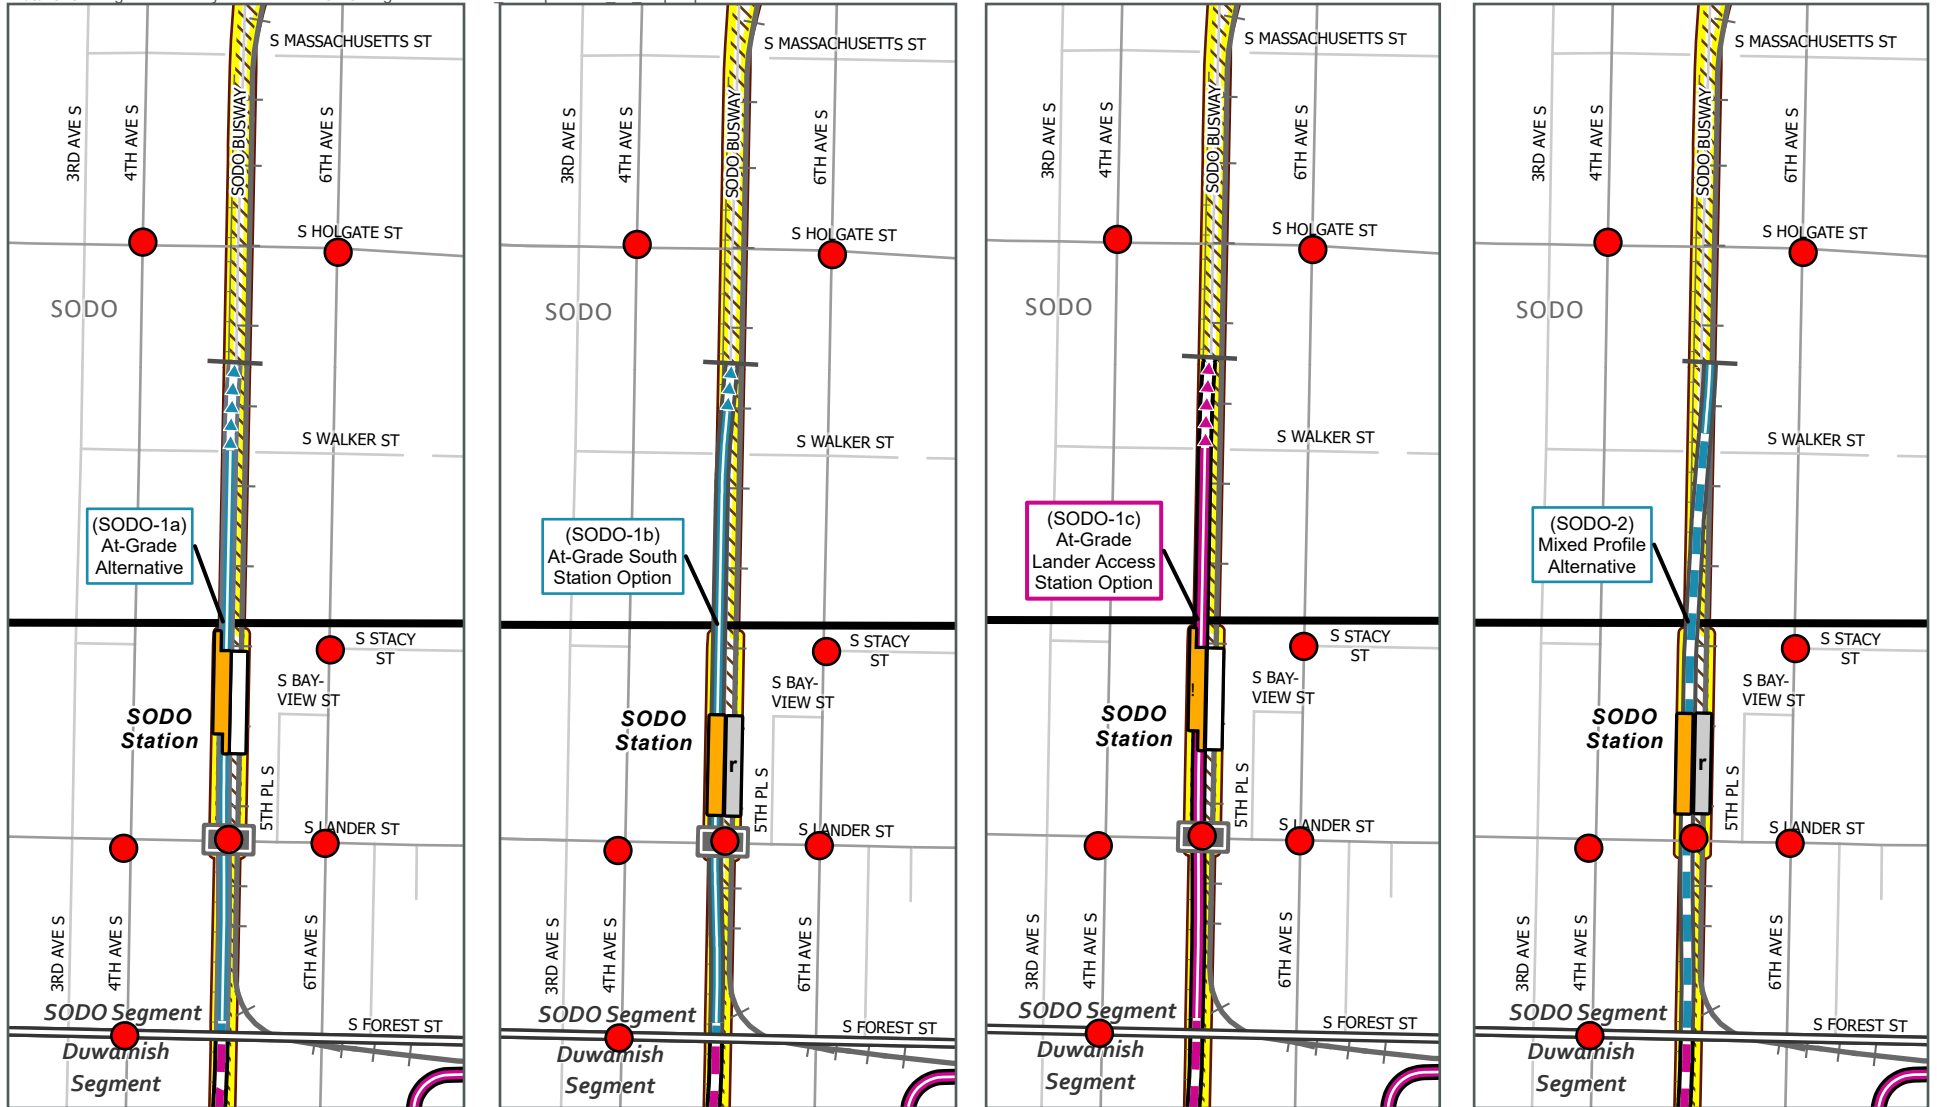 S MASSACHUSETTS ST
3RD AVE S
4TH AVE S
SODO BUSWAY
6TH AVE S
S HOLGATE ST
SODO
S WALKER ST
(SODO-1a)
At-Grade
Alternative
S STACY
ST
S BAY-
VIEW ST
SODO
Station
5TH PL S
S LANDER ST
3RD AVE S
4TH AVE S
6TH AVE S
SODO Segment
S FOREST ST
Duwamish
Segment
S MASSACHUSETTS ST
3RD AVE S
4TH AVE S
SODO BUSWAY
6TH AVE S
S HOLGATE ST
SODO
S WALKER ST
(SODO-1b)
At-Grade South
Station Option
S STACY
ST
S BAY-
VIEW ST
SODO
Station
r
5TH PL S
S LANDER ST
3RD AVE S
4TH AVE S
6TH AVE S
SODO Segment
S FOREST ST
Duwamish
Segment
S MASSACHUSETTS ST
3RD AVE S
4TH AVE S
SODO BUSWAY
6TH AVE S
S HOLGATE ST
SODO
S WALKER ST
(SODO-1c)
At-Grade
Lander Access
Station Option
S STACY
ST
S BAY-
VIEW ST
SODO
Station
5TH PL S
S LANDER ST
3RD AVE S
4TH AVE S
6TH AVE S
SODO Segment
S FOREST ST
Duwamish
Segment
S MASSACHUSETTS ST
3RD AVE S
4TH AVE S
SODO BUSWAY
6TH AVE S
S HOLGATE ST
SODO
S WALKER ST
(SODO-2)
Mixed Profile
Alternative
S STACY
ST
S BAY-
VIEW ST
SODO
Station
r
5TH PL S
S LANDER ST
3RD AVE S
4TH AVE S
6TH AVE S
SODO Segment
S FOREST ST
Duwamish
Segment